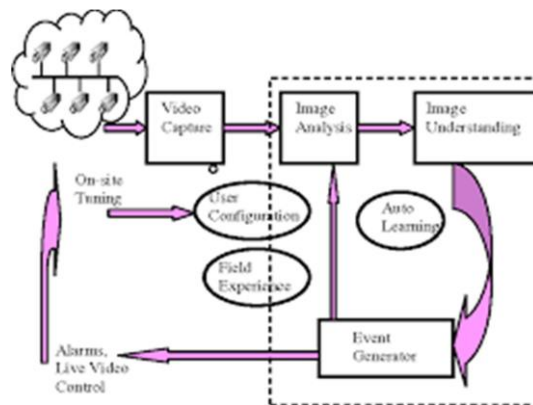 Video
Capture
Image
Analysis
Image
Understanding
On-site
Tuning
User
Configuration
Auto
Learning
Field
Experience
Event
Generator
Alarms,
Live Video
Control